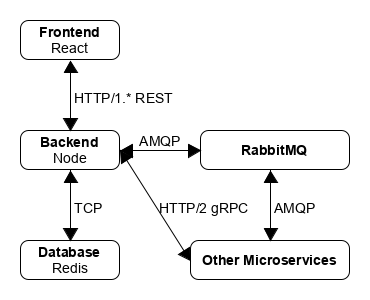 Frontend
React
HTTP/1.* REST
Backend
Node
AMQP
RabbitMQ
TCP
HTTP/2 gRPC
AMQP
Database
Redis
Other Microservices